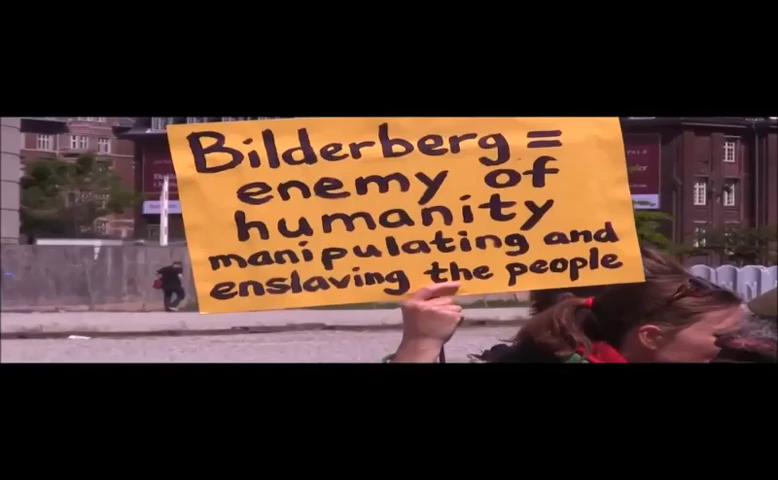 Bilderberg =
enemy of
humanity
manipulating and
enslaving the people